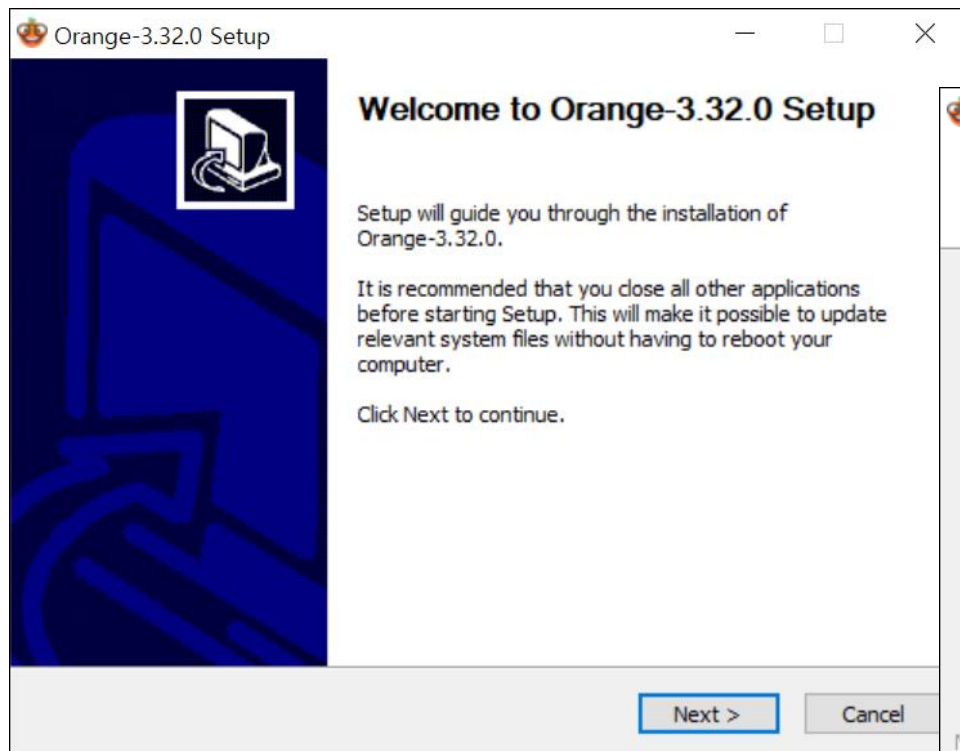 Orange-3.32.0 Setup
Welcome to Orange-3.32.0 Setup
Setup will guide you through the installation of
Orange-3.32.0.
It is recommended that you close all other applications
before starting Setup. This will make it possible to update
relevant system files without having to reboot your
computer.
Click Next to continue.
Next >
Cancel